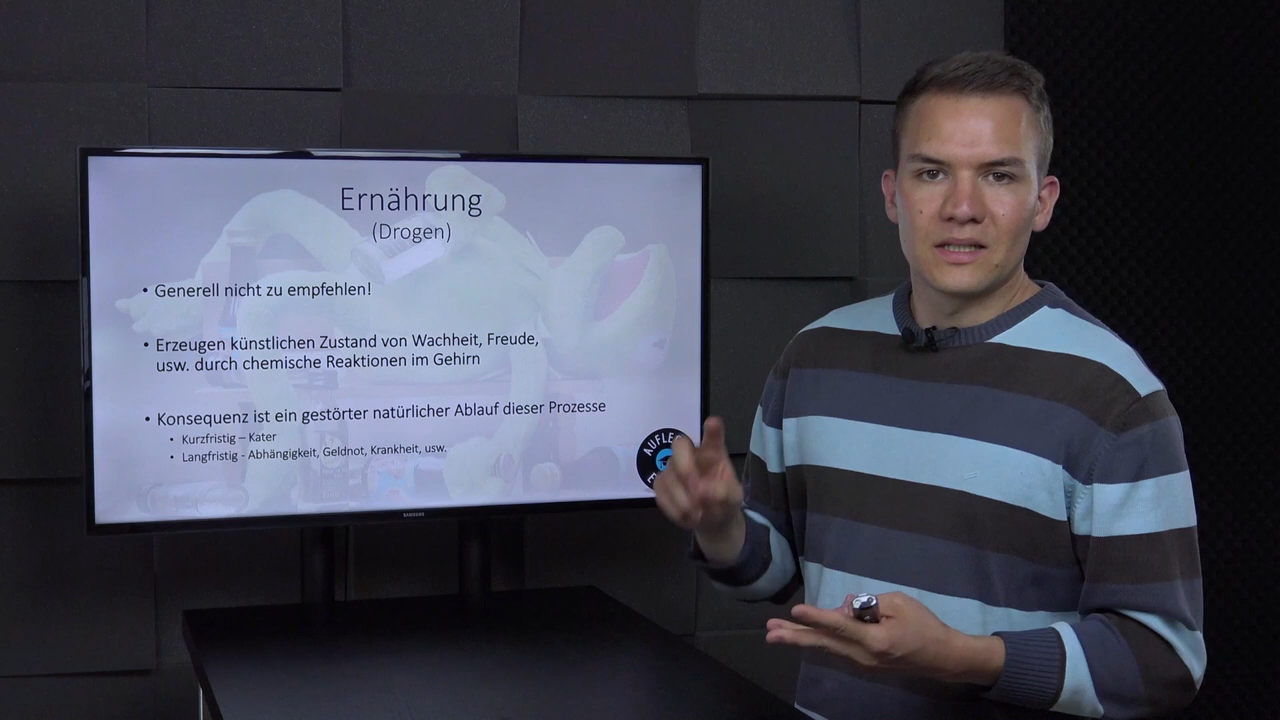 Ernährung
(Drogen)
• Generell nicht zu empfehlen!
• Erzeugen künstlichen Zustand von Wachheit, Freude,
usw. durch chemische Reaktionen im Gehirn
• Konsequenz ist ein gestörter natürlicher Ablauf dieser Prozesse
• Kurzfristig – Kater
• Langfristig - Abhängigkeit, Geldnot, Krankheit, usw.
SAMSUNG